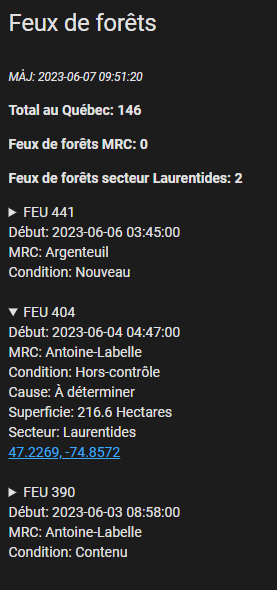 Feux de forêts
MÀJ: 2023-06-07 09:51:20
Total au Québec: 146
Feux de forêts MRC: 0
Feux de forêts secteur Laurentides: 2
▶ FEU 441
Début: 2023-06-06 03:45:00
MRC: Argenteuil
Condition: Nouveau
▼ FEU 404
Début: 2023-06-04 04:47:00
MRC: Antoine-Labelle
Condition: Hors-contrôle
Cause: À déterminer
Superficie: 216.6 Hectares
Secteur: Laurentides
47.2269, -74.8572
▶ FEU 390
Début: 2023-06-03 08:58:00
MRC: Antoine-Labelle
Condition: Contenu